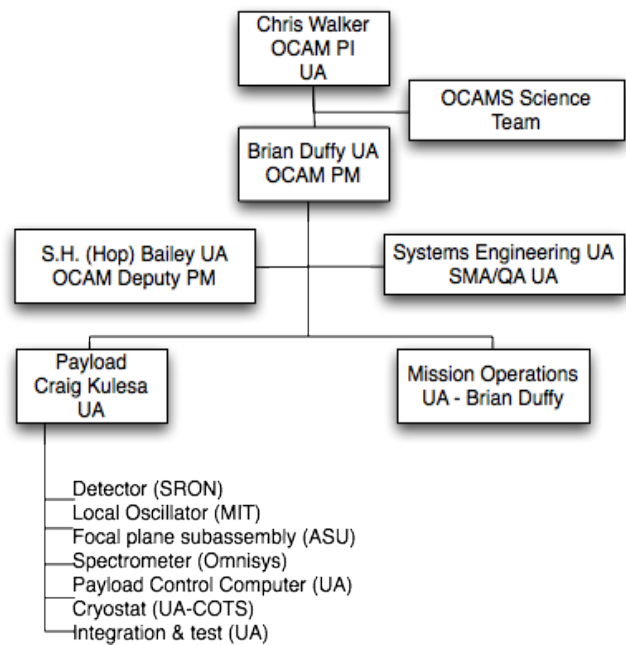 Chris Walker
OCAM PI
UA
OCAMS Science
Team
Brian Duffy UA
OCAM PM
S.H. (Hop) Bailey UA
OCAM Deputy PM
Systems Engineering UA
SMA/QA UA
Payload
Craig Kulesa
UA
Mission Operations
UA - Brian Duffy
Detector (SRON)
Local Oscillator (MIT)
Focal plane subassembly (ASU)
Spectrometer (Omnisys)
Payload Control Computer (UA)
Cryostat (UA-COTS)
Integration & test (UA)